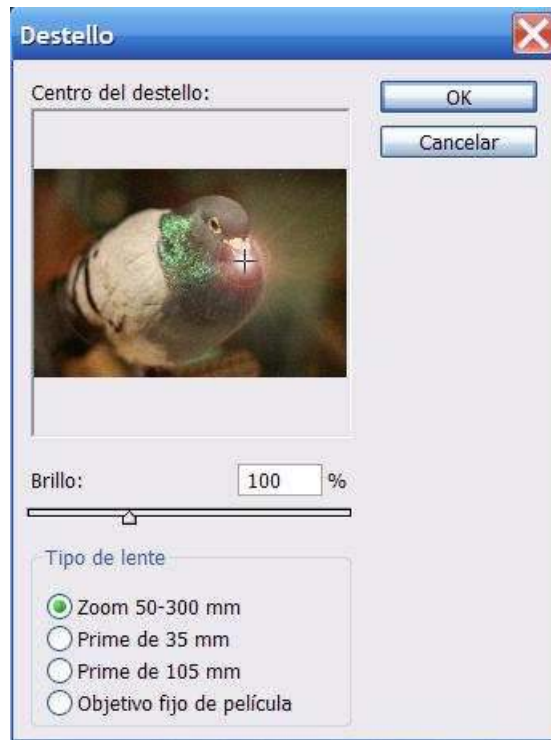 Destello
Centro del destello:
OK
Cancelar
Brillo: 100 %
Tipo de lente
Zoom 50-300 mm
Prime de 35 mm
Prime de 105 mm
Objetivo fijo de película